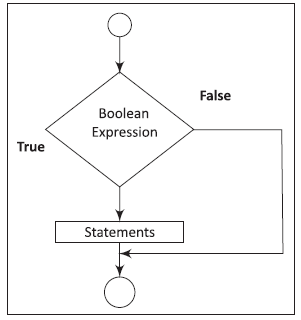 False
Boolean
Expression
True
Statements